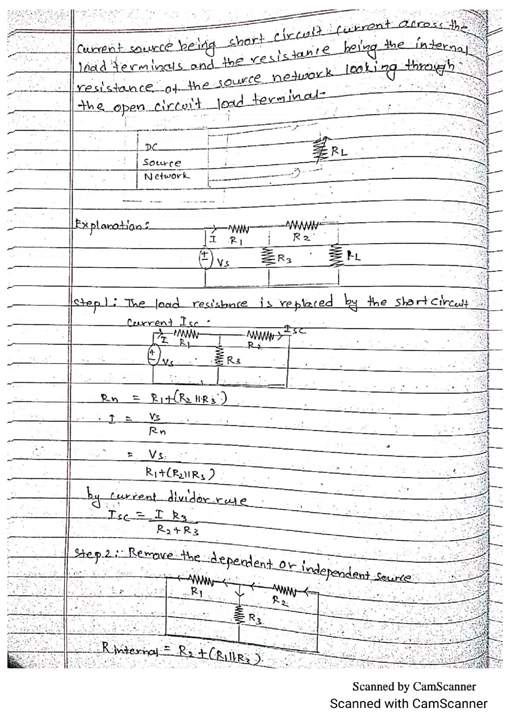 Current source being short circuit current across the
load terminals and the resistance being the internal
resistance of the source network looking through
the open circuit load terminal-
DC
Source
Network
RL
Explanation:
I R1 R2
Vs R3 RL
Step1: The load resistance is replaced by the short circuit
current Isc.
I R1 R2 Isc
Vs R3
Rn = R1+(R2||R3)
I = Vs
Rn
= Vs
R1+(R2||R3)
by current divider rule
Isc = I R3
R2+R3
Step.2: Remove the dependent or independent source
R1 R2
R3
R internal = R2+(R1||R3)
Scanned by CamScanner
Scanned with CamScanner